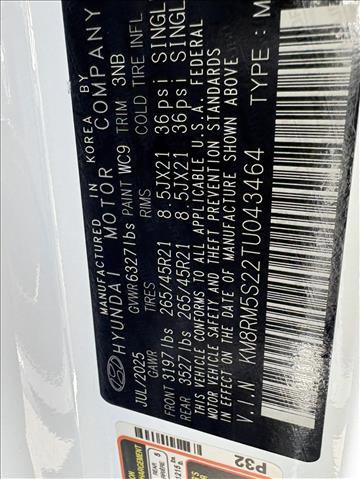 MANUFACTURED IN KOREA BY
HYUNDAI MOTOR COMPANY
JUL/2025 GVWR 6327lbs PAINT WC9 TRIM 3NB
GAWR TIRES RIMS COLD TIRE INFL
FRONT 3197lbs 265/45R21 8.5JX21 36psi SINGL
REAR 3527lbs 265/45R21 8.5JX21 36psi SINGL
THIS VEHICLE CONFORMS TO ALL APPLICABLE U.S.A. FEDERAL
MOTOR VEHICLE SAFETY AND THEFT PREVENTION STANDARDS
IN EFFECT ON THE DATE OF MANUFACTURE SHOWN ABOVE
V.I.N KM8RM5S22TU043464 TYPE: M
REAR 5
1215
P32